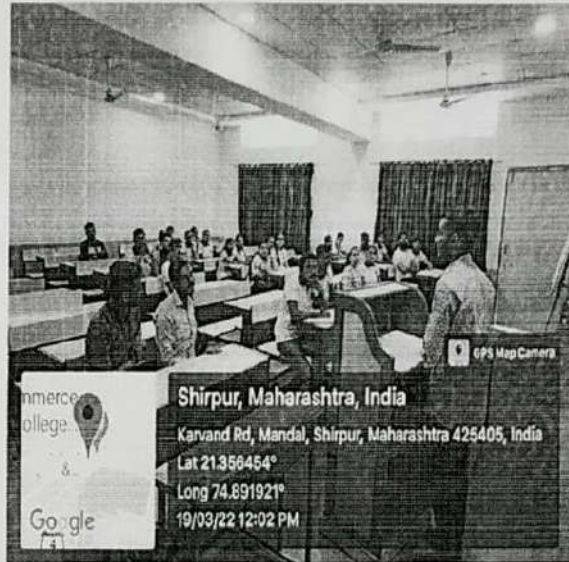 GPS Map Camera
mmerce
ollege
&
Google
Shirpur, Maharashtra, India
Karvand Rd, Mandal, Shirpur, Maharashtra 425405, India
Lat 21.356454°
Long 74.891921°
19/03/22 12:02 PM